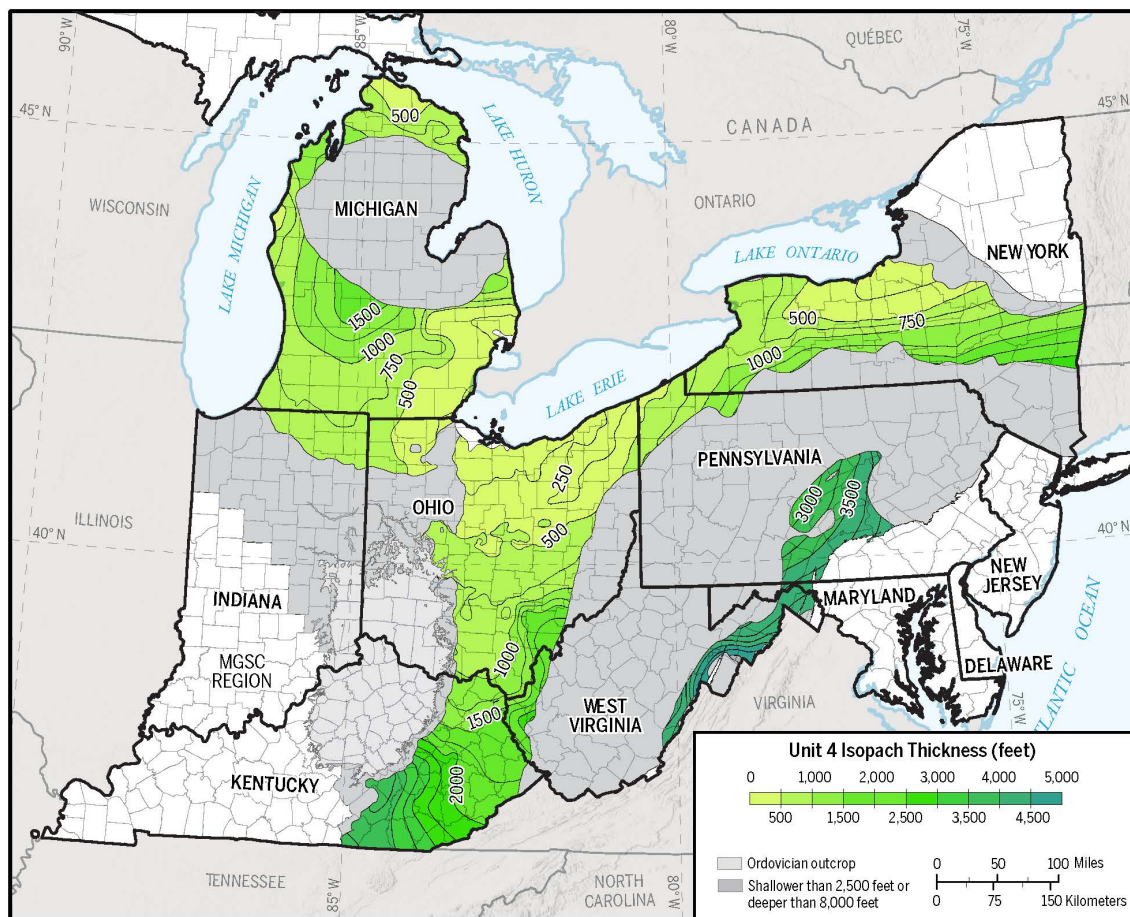 90° W
85° W
80° W
75° W
QUÉBEC
45° N
500
LAKE HURON
CANADA
45° N
WISCONSIN
LAKE MICHIGAN
MICHIGAN
ONTARIO
LAKE ONTARIO
NEW YORK
1500
1000
750
500
500
750
1000
LAKE ERIE
PENNSYLVANIA
ILLINOIS
OHIO
250
500
3000
3500
40° N
40° N
INDIANA
MGSC
REGION
NEW
JERSEY
MARYLAND
DELAWARE
ATLANTIC OCEAN
1000
1500
WEST
VIRGINIA
VIRGINIA
75° W
KENTUCKY
2000
TENNESSEE
85° W
NORTH
CAROLINA
80° W
Unit 4 Isopach Thickness (feet)
0 1,000 2,000 3,000 4,000 5,000
500 1,500 2,500 3,500 4,500
Ordovician outcrop
Shallower than 2,500 feet or
deeper than 8,000 feet
0 50 100 Miles
0 75 150 Kilometers